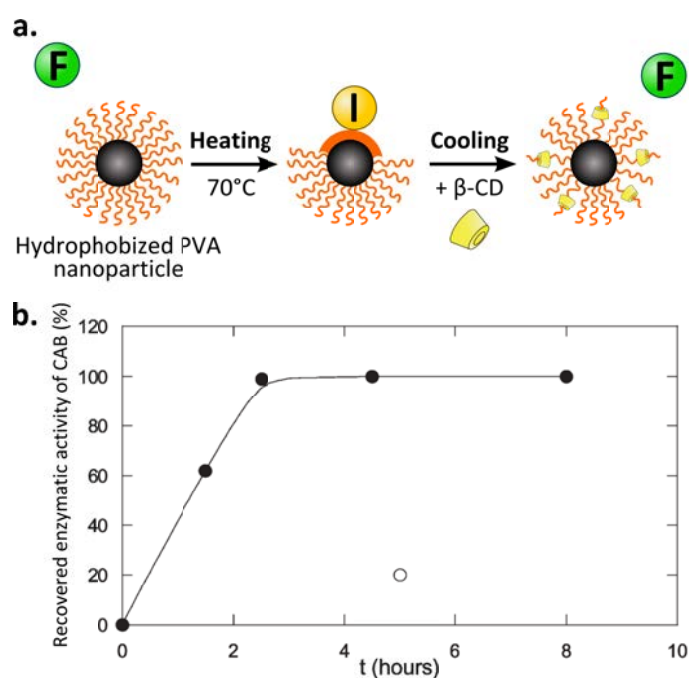 a.
F
I
F
Heating
70°C
Cooling
+ β-CD
Hydrophobized PVA
nanoparticle
b.
Recovered enzymatic activity of CAB (%)
120
100
80
60
40
20
0
0
2
4
6
8
10
t (hours)